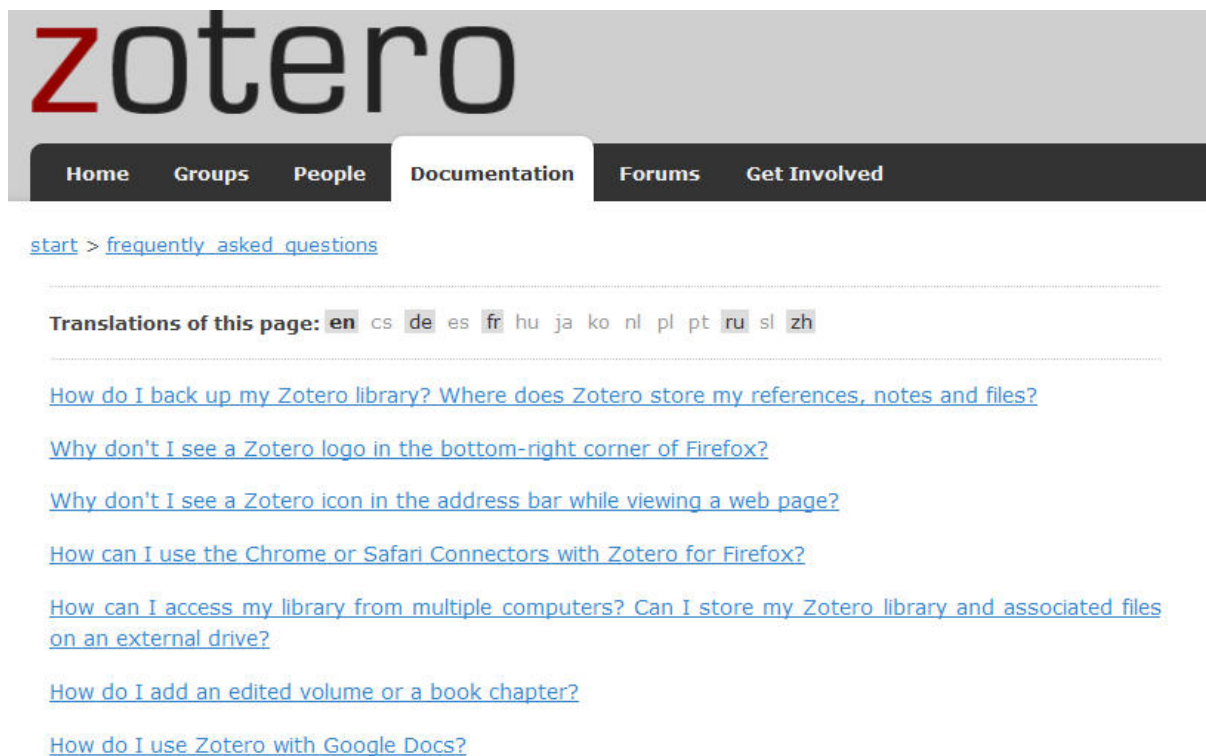 zotero
Home Groups People Documentation Forums Get Involved
start > frequently_asked_questions
Translations of this page: en cs de es fr hu ja ko nl pl pt ru sl zh
How do I back up my Zotero library? Where does Zotero store my references, notes and files?
Why don't I see a Zotero logo in the bottom-right corner of Firefox?
Why don't I see a Zotero icon in the address bar while viewing a web page?
How can I use the Chrome or Safari Connectors with Zotero for Firefox?
How can I access my library from multiple computers? Can I store my Zotero library and associated files
on an external drive?
How do I add an edited volume or a book chapter?
How do I use Zotero with Google Docs?